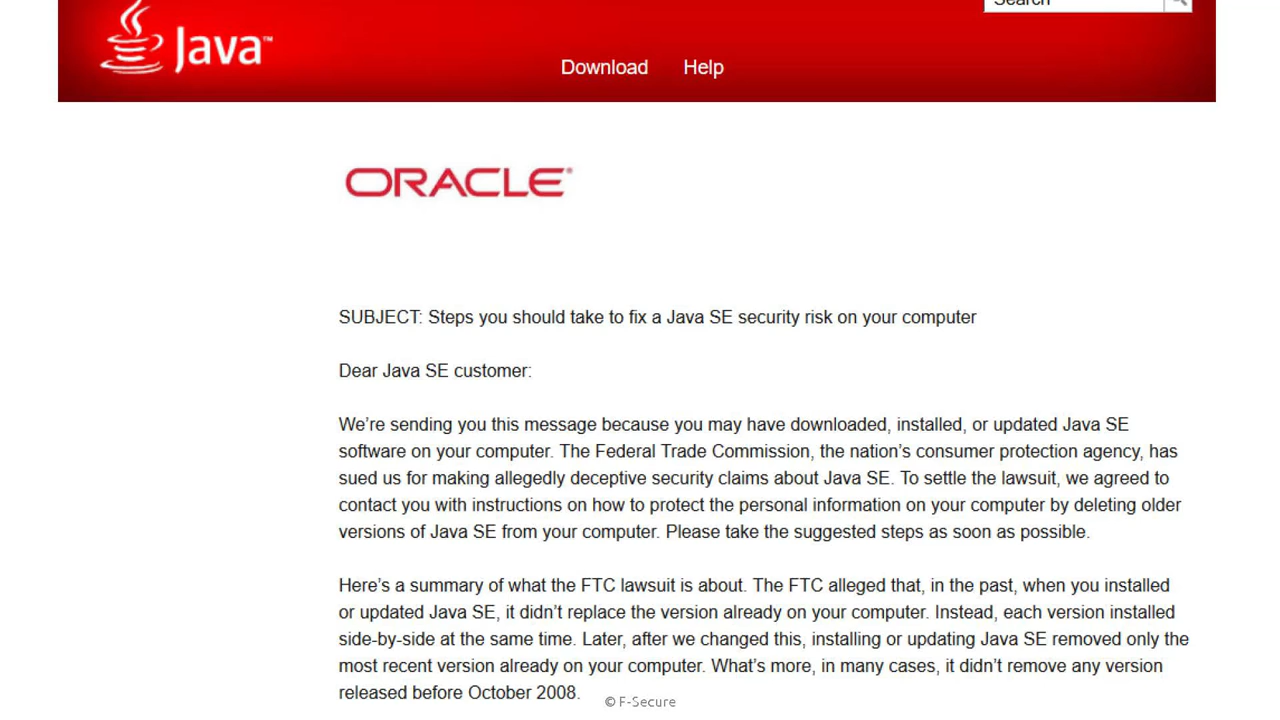 Search
Java™
Download Help
ORACLE®
SUBJECT: Steps you should take to fix a Java SE security risk on your computer
Dear Java SE customer:
We’re sending you this message because you may have downloaded, installed, or updated Java SE
software on your computer. The Federal Trade Commission, the nation’s consumer protection agency, has
sued us for making allegedly deceptive security claims about Java SE. To settle the lawsuit, we agreed to
contact you with instructions on how to protect the personal information on your computer by deleting older
versions of Java SE from your computer. Please take the suggested steps as soon as possible.
Here’s a summary of what the FTC lawsuit is about. The FTC alleged that, in the past, when you installed
or updated Java SE, it didn’t replace the version already on your computer. Instead, each version installed
side-by-side at the same time. Later, after we changed this, installing or updating Java SE removed only the
most recent version already on your computer. What’s more, in many cases, it didn’t remove any version
released before October 2008.
© F-Secure